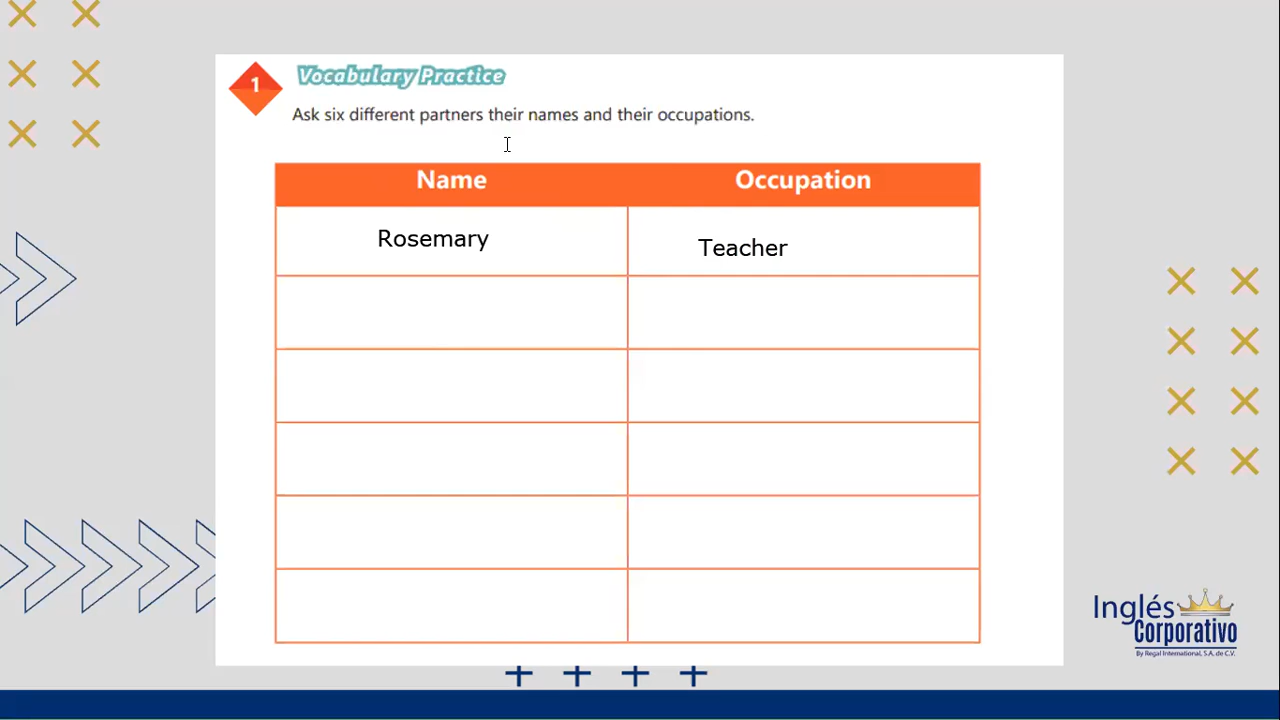 1
Vocabulary Practice
Ask six different partners their names and their occupations.
Name Occupation
Rosemary Teacher
Inglés
Corporativo
By Regal International, S.A. de C.V.